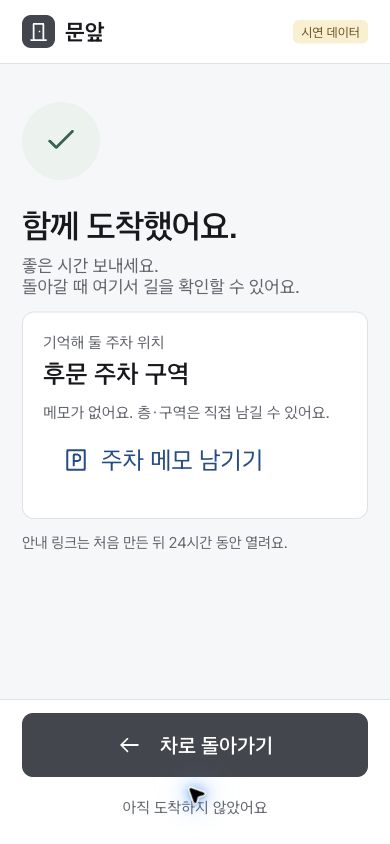 문앞
시연 데이터
함께 도착했어요.
좋은 시간 보내세요.
돌아갈 때 여기서 길을 확인할 수 있어요.
기억해 둘 주차 위치
후문 주차 구역
메모가 없어요. 층·구역은 직접 남길 수 있어요.
P 주차 메모 남기기
안내 링크는 처음 만든 뒤 24시간 동안 열려요.
차로 돌아가기
아직 도착하지 않았어요